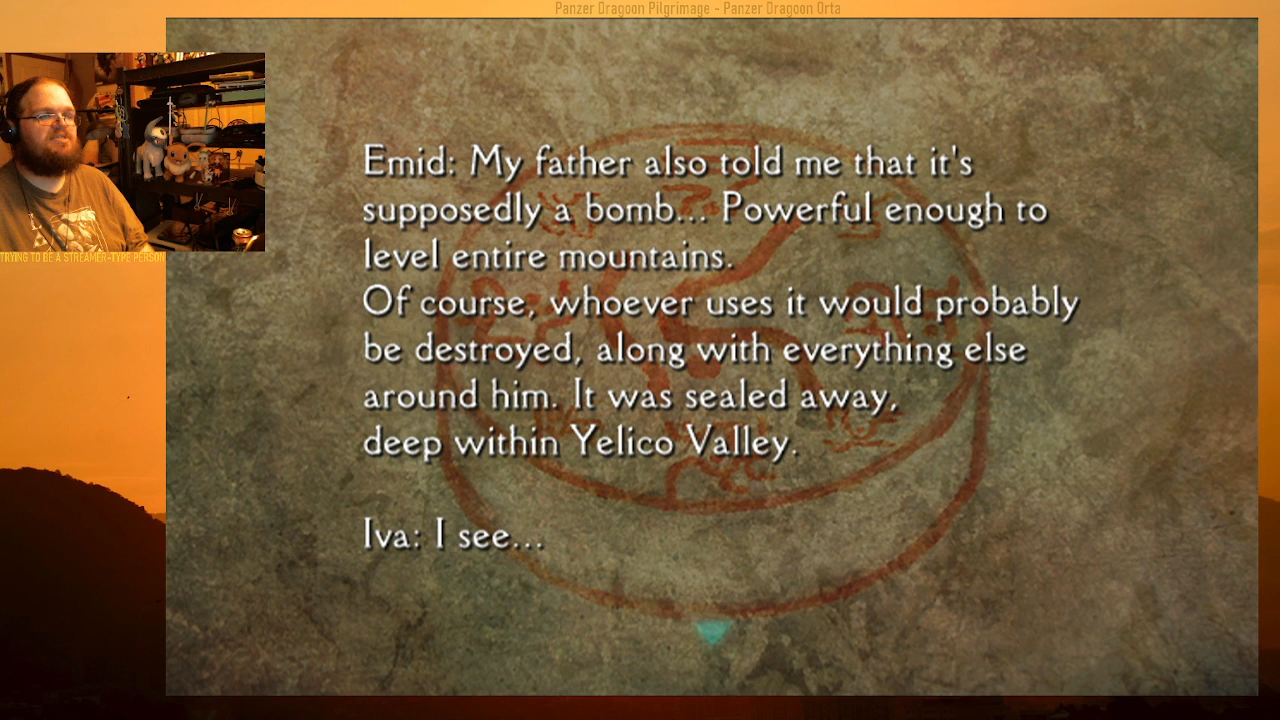 Panzer Dragoon Pilgrimage - Panzer Dragoon Orta
TRYING TO BE A STREAMER-TYPE PERSON
Emid: My father also told me that it's
supposedly a bomb... Powerful enough to
level entire mountains.
Of course, whoever uses it would probably
be destroyed, along with everything else
around him. It was sealed away,
deep within Yelico Valley.
Iva: I see...